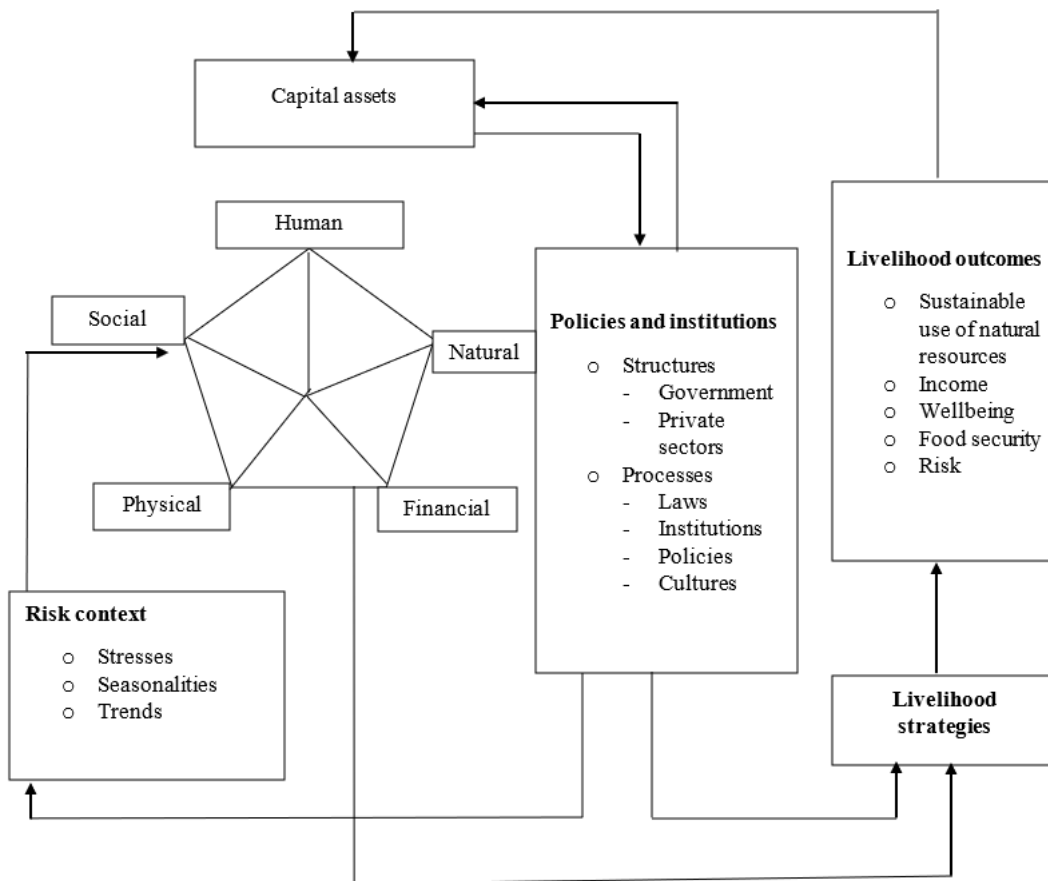 Capital assets
Human
Social
Natural
Physical
Financial
Policies and institutions
o Structures
- Government
- Private
sectors
o Processes
- Laws
- Institutions
- Policies
- Cultures
Livelihood outcomes
o Sustainable
use of natural
resources
o Income
o Wellbeing
o Food security
o Risk
Risk context
o Stresses
o Seasonalities
o Trends
Livelihood
strategies